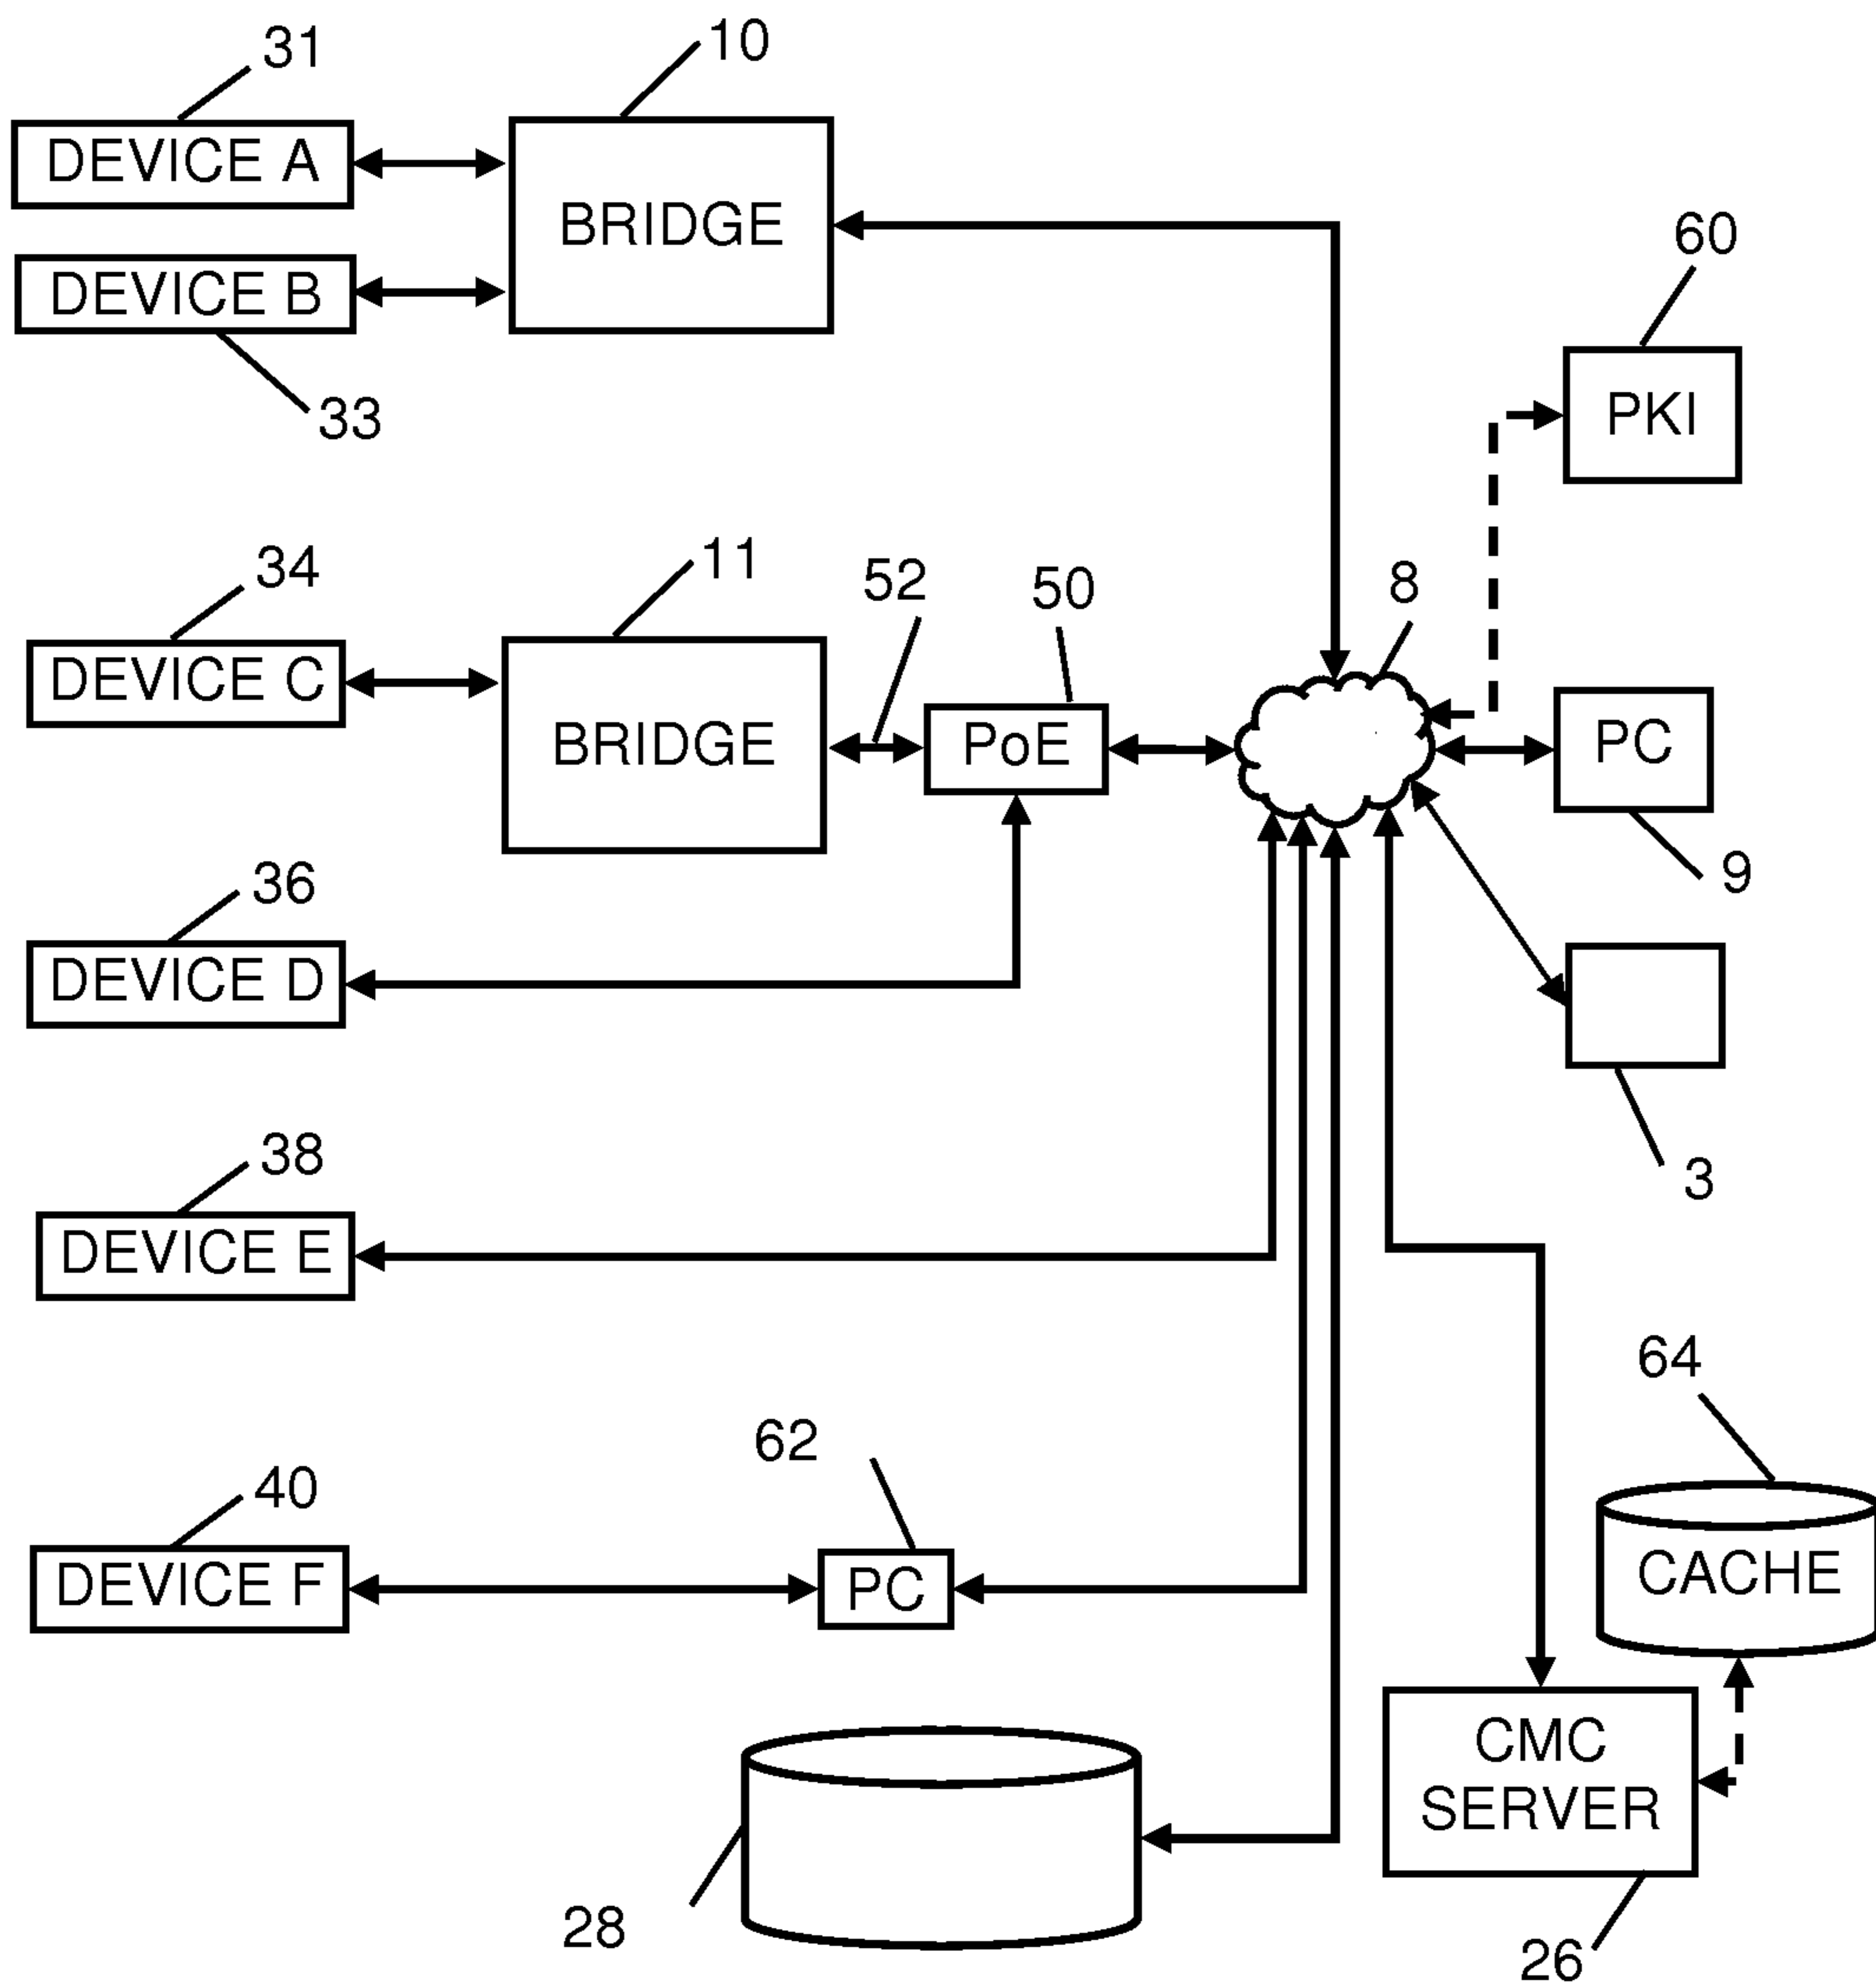 31
10
DEVICE A
BRIDGE
DEVICE B
33
60
PKI
34
11
52
50
8
DEVICE C
BRIDGE
PoE
PC
9
36
DEVICE D
3
38
DEVICE E
64
62
40
DEVICE F
PC
CACHE
CMC
SERVER
28
26